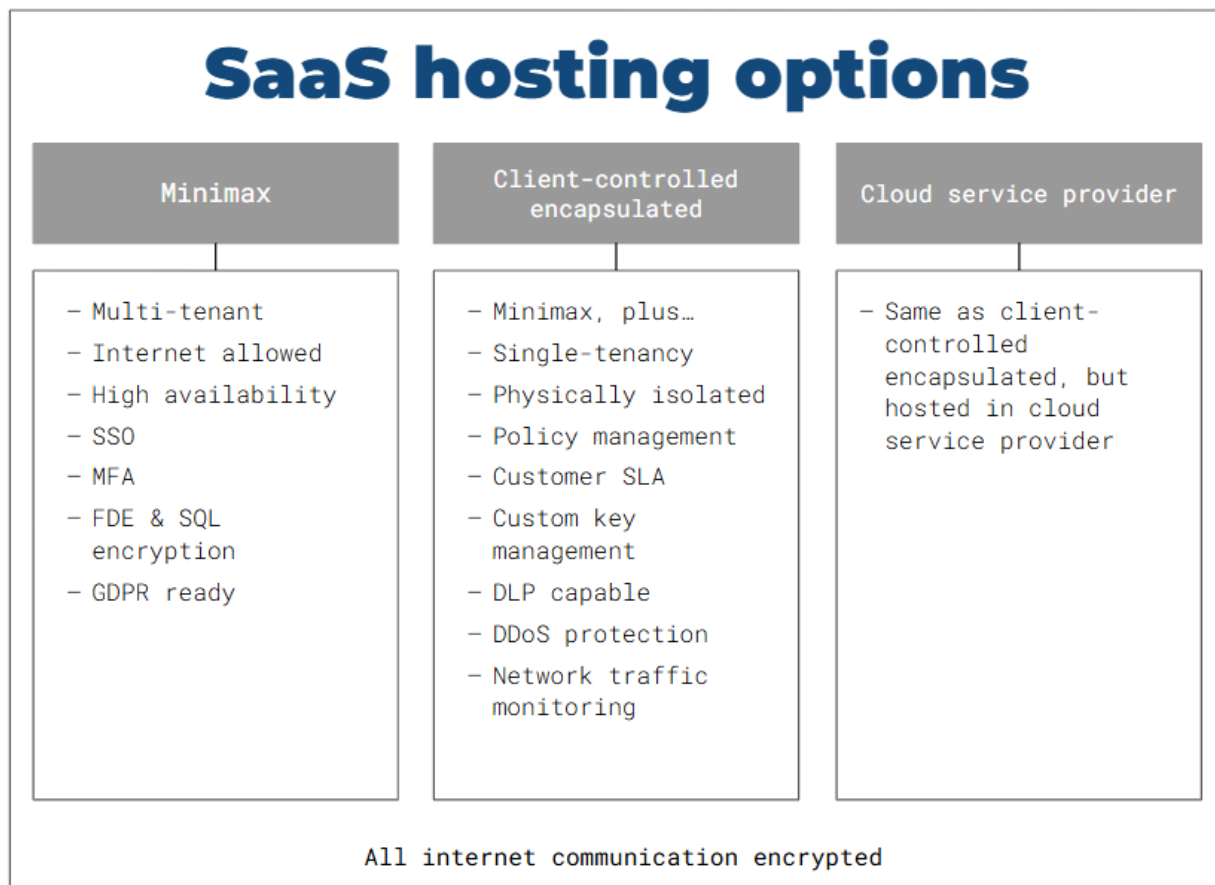 SaaS hosting options
Minimax
– Multi-tenant
– Internet allowed
– High availability
– SSO
– MFA
– FDE & SQL
encryption
– GDPR ready
Client-controlled
encapsulated
– Minimax, plus…
– Single-tenancy
– Physically isolated
– Policy management
– Customer SLA
– Custom key
management
– DLP capable
– DDoS protection
– Network traffic
monitoring
Cloud service provider
– Same as client-
controlled
encapsulated, but
hosted in cloud
service provider
All internet communication encrypted